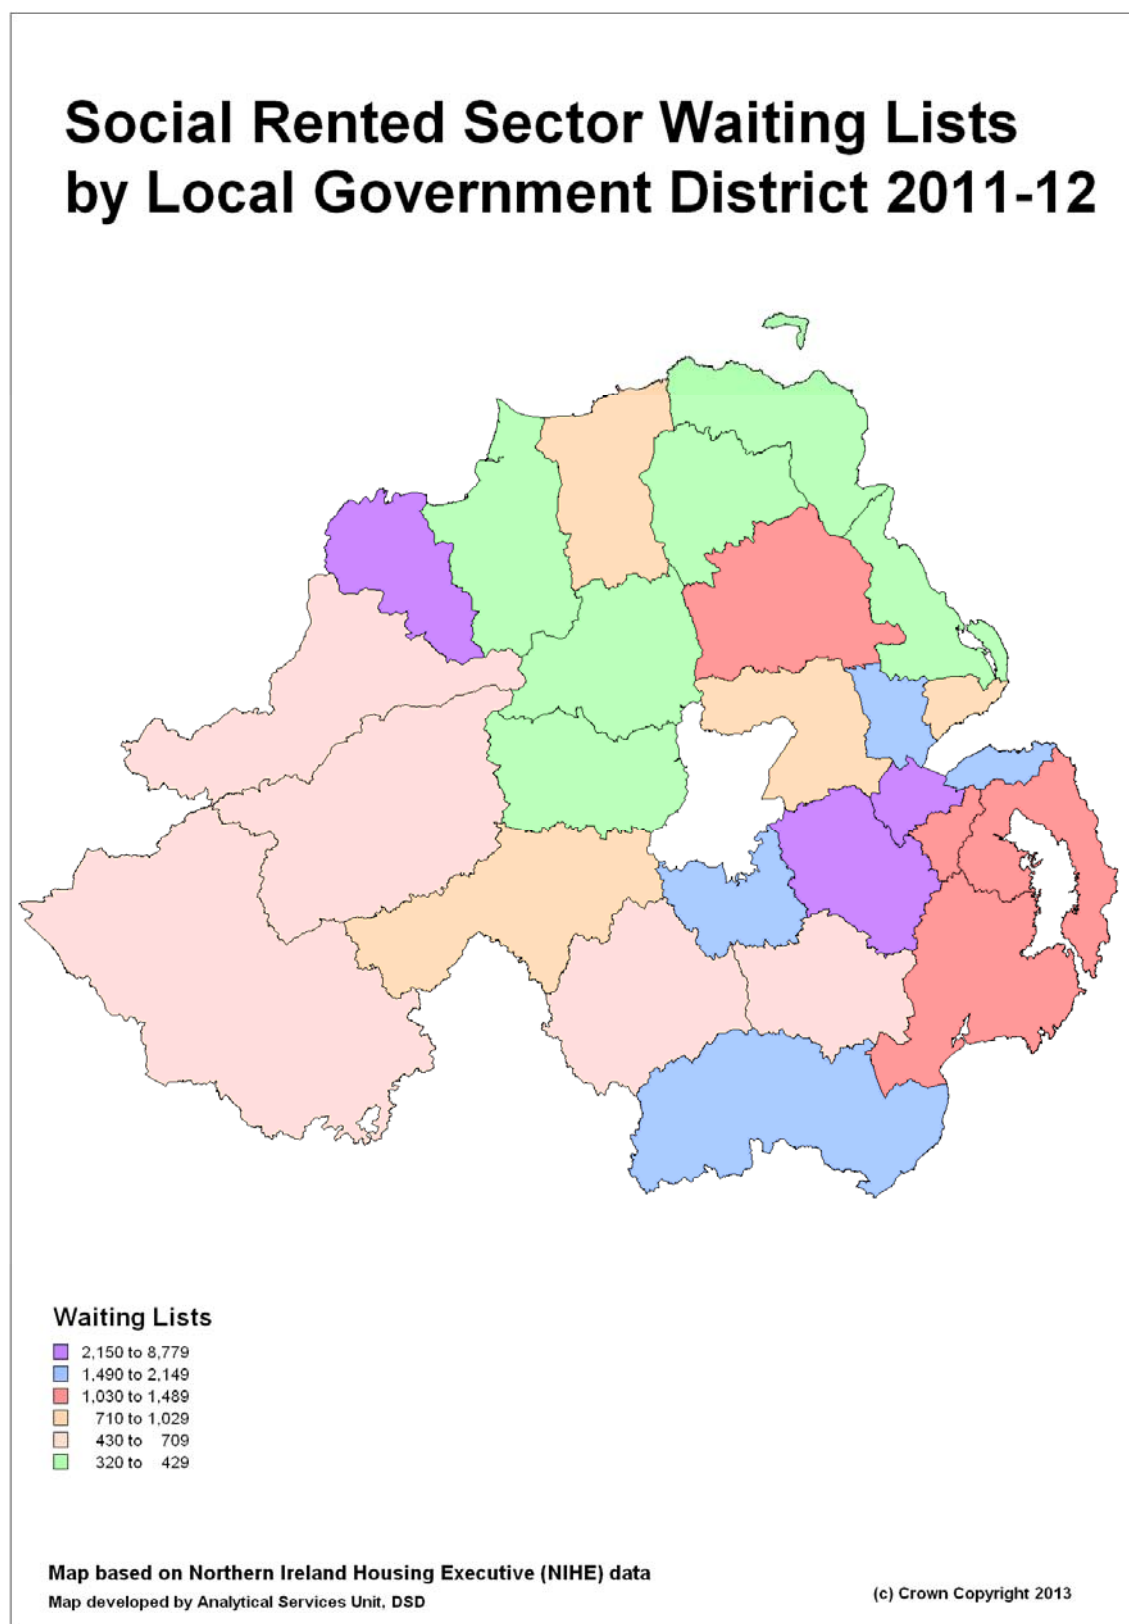 Social Rented Sector Waiting Lists
by Local Government District 2011-12
Waiting Lists
2,150 to 8,779
1,490 to 2,149
1,030 to 1,489
710 to 1,029
430 to 709
320 to 429
Map based on Northern Ireland Housing Executive (NIHE) data
Map developed by Analytical Services Unit, DSD
(c) Crown Copyright 2013